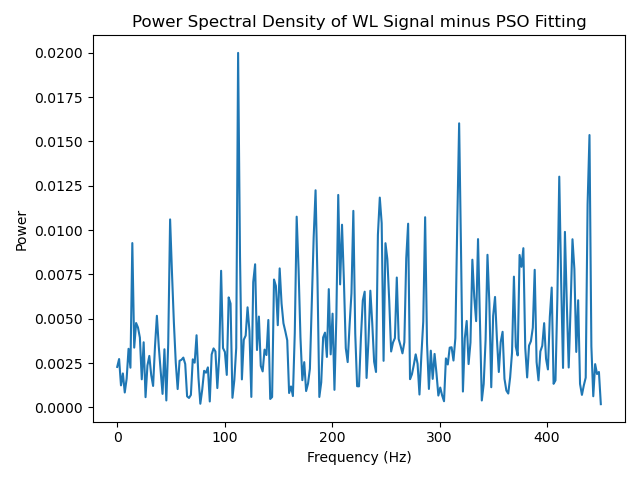 Power Spectral Density of WL Signal minus PSO Fitting
0.0200
0.0175
0.0150
0.0125
0.0100
0.0075
0.0050
0.0025
0.0000
Power
0 100 200 300 400
Frequency (Hz)